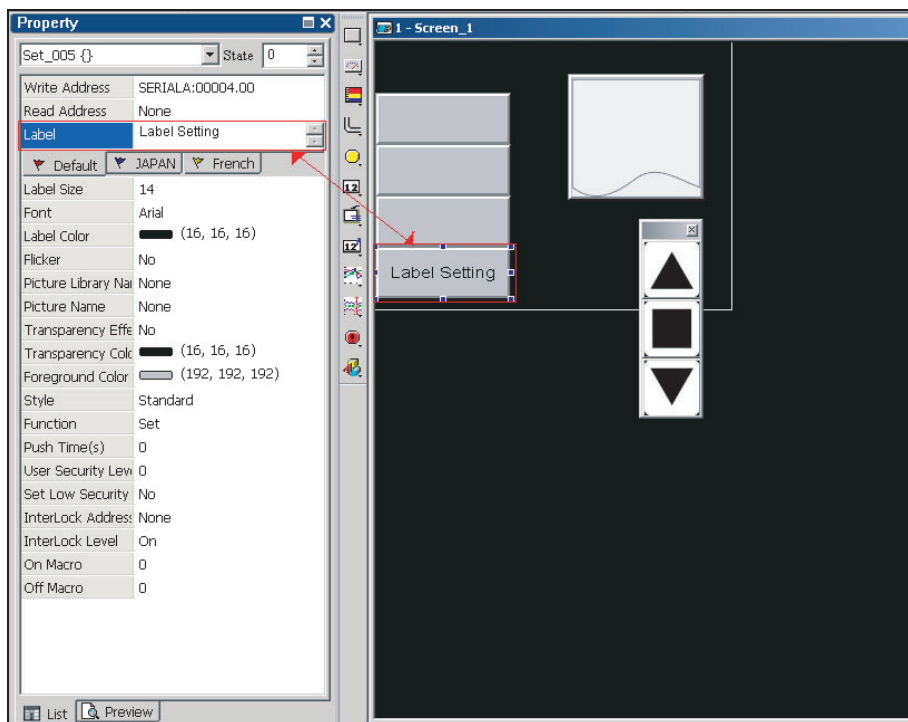 Property
Set_005 {} State 0
Write Address SERIALA:00004.00
Read Address None
Label Label Setting
Default JAPAN French
Label Size 14
Font Arial
Label Color (16, 16, 16)
Flicker No
Picture Library Nai None
Picture Name None
Transparency Effe No
Transparency Colc (16, 16, 16)
Foreground Color (192, 192, 192)
Style Standard
Function Set
Push Time(s) 0
User Security Leve 0
Set Low Security No
InterLock Address None
InterLock Level On
On Macro 0
Off Macro 0
List Preview
12
12
1 - Screen_1
Label Setting